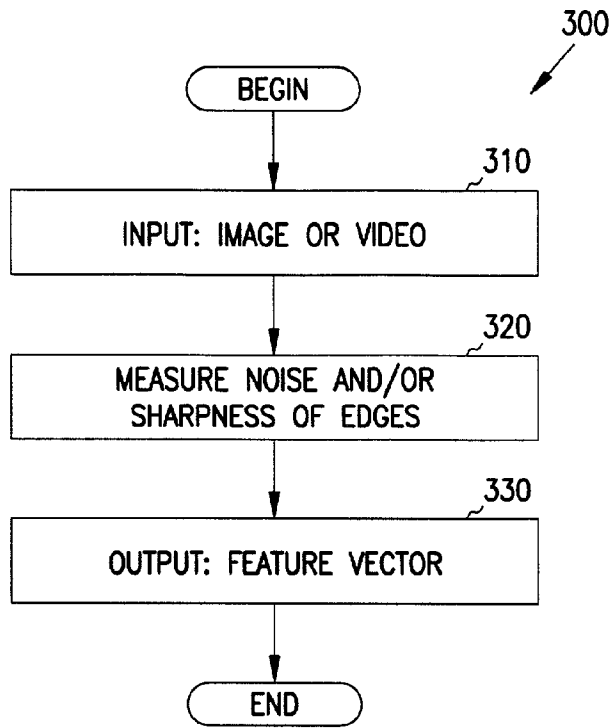 300
BEGIN
310
INPUT: IMAGE OR VIDEO
320
MEASURE NOISE AND/OR
SHARPNESS OF EDGES
330
OUTPUT: FEATURE VECTOR
END